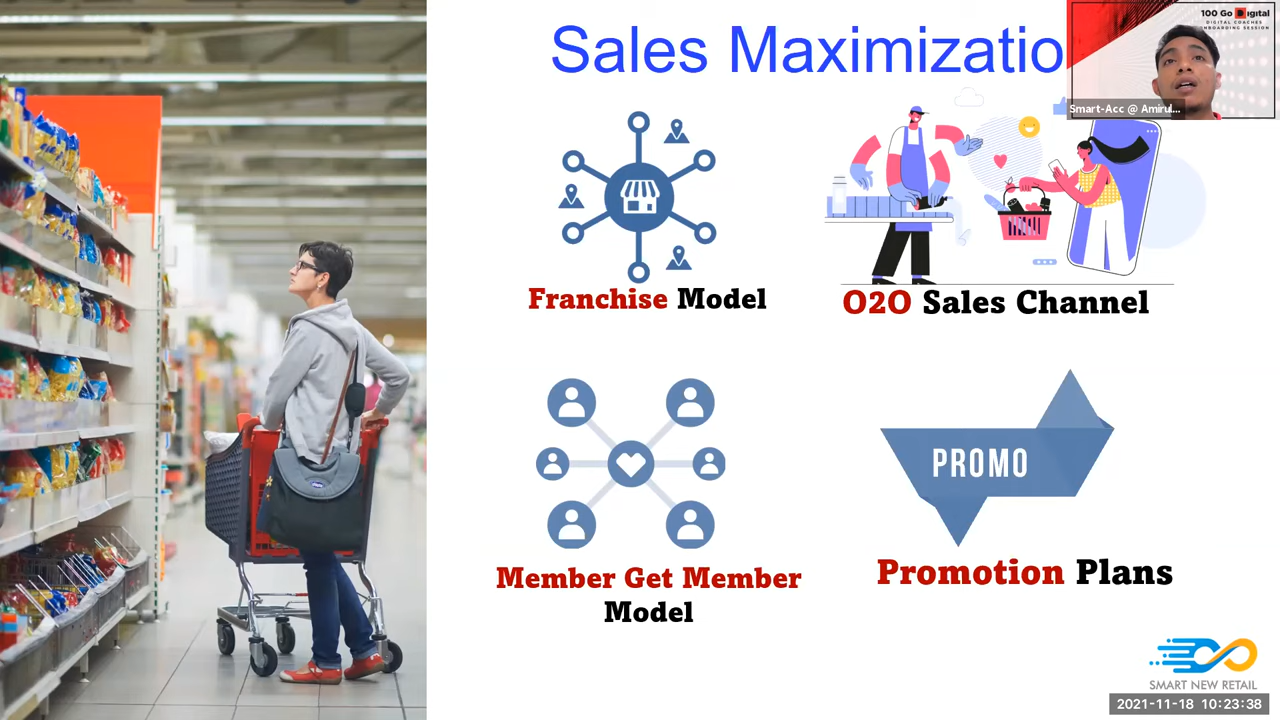 Sales Maximizatio
100 Go Digital
DIGITAL COACHES
ONBOARDING SESSION
Smart-Acc @ Amirul...
Franchise Model
O2O Sales Channel
PROMO
Member Get Member
Model
Promotion Plans
SMART NEW RETAIL
2021-11-18 10:23:38